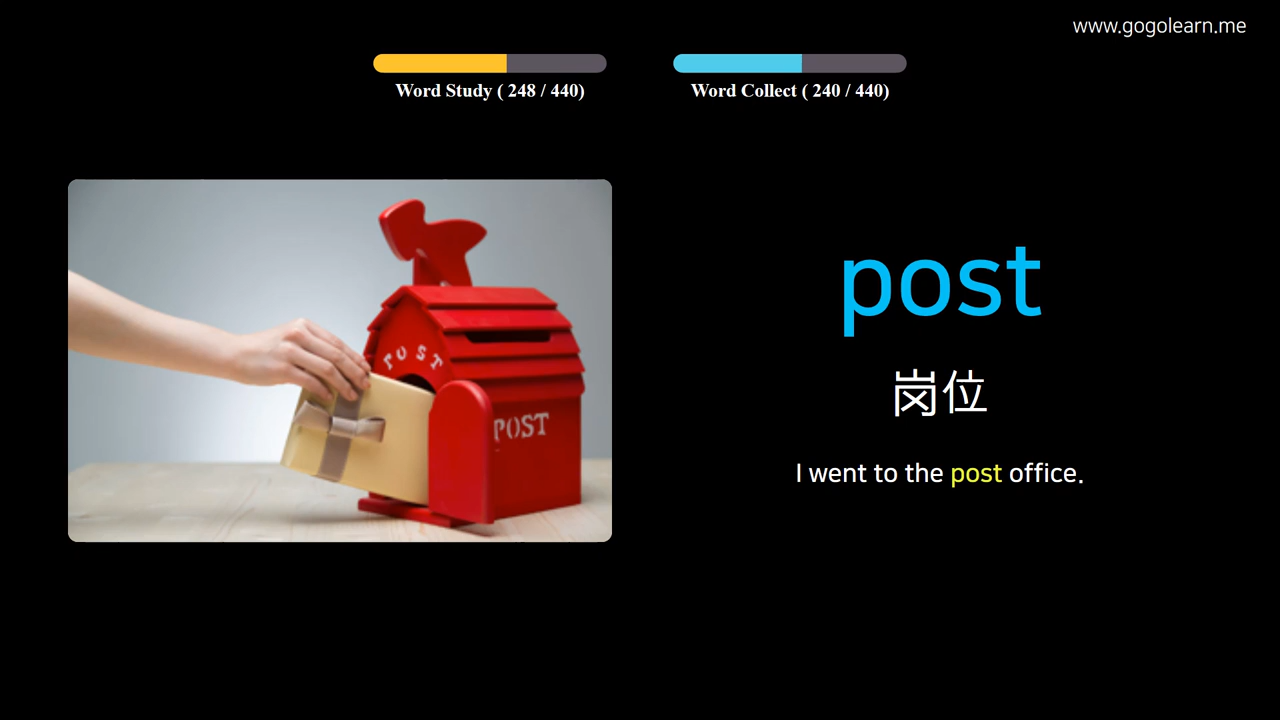 www.gogolearn.me
Word Study ( 248 / 440)
Word Collect ( 240 / 440)
POST
POST
post
岗位
I went to the post office.